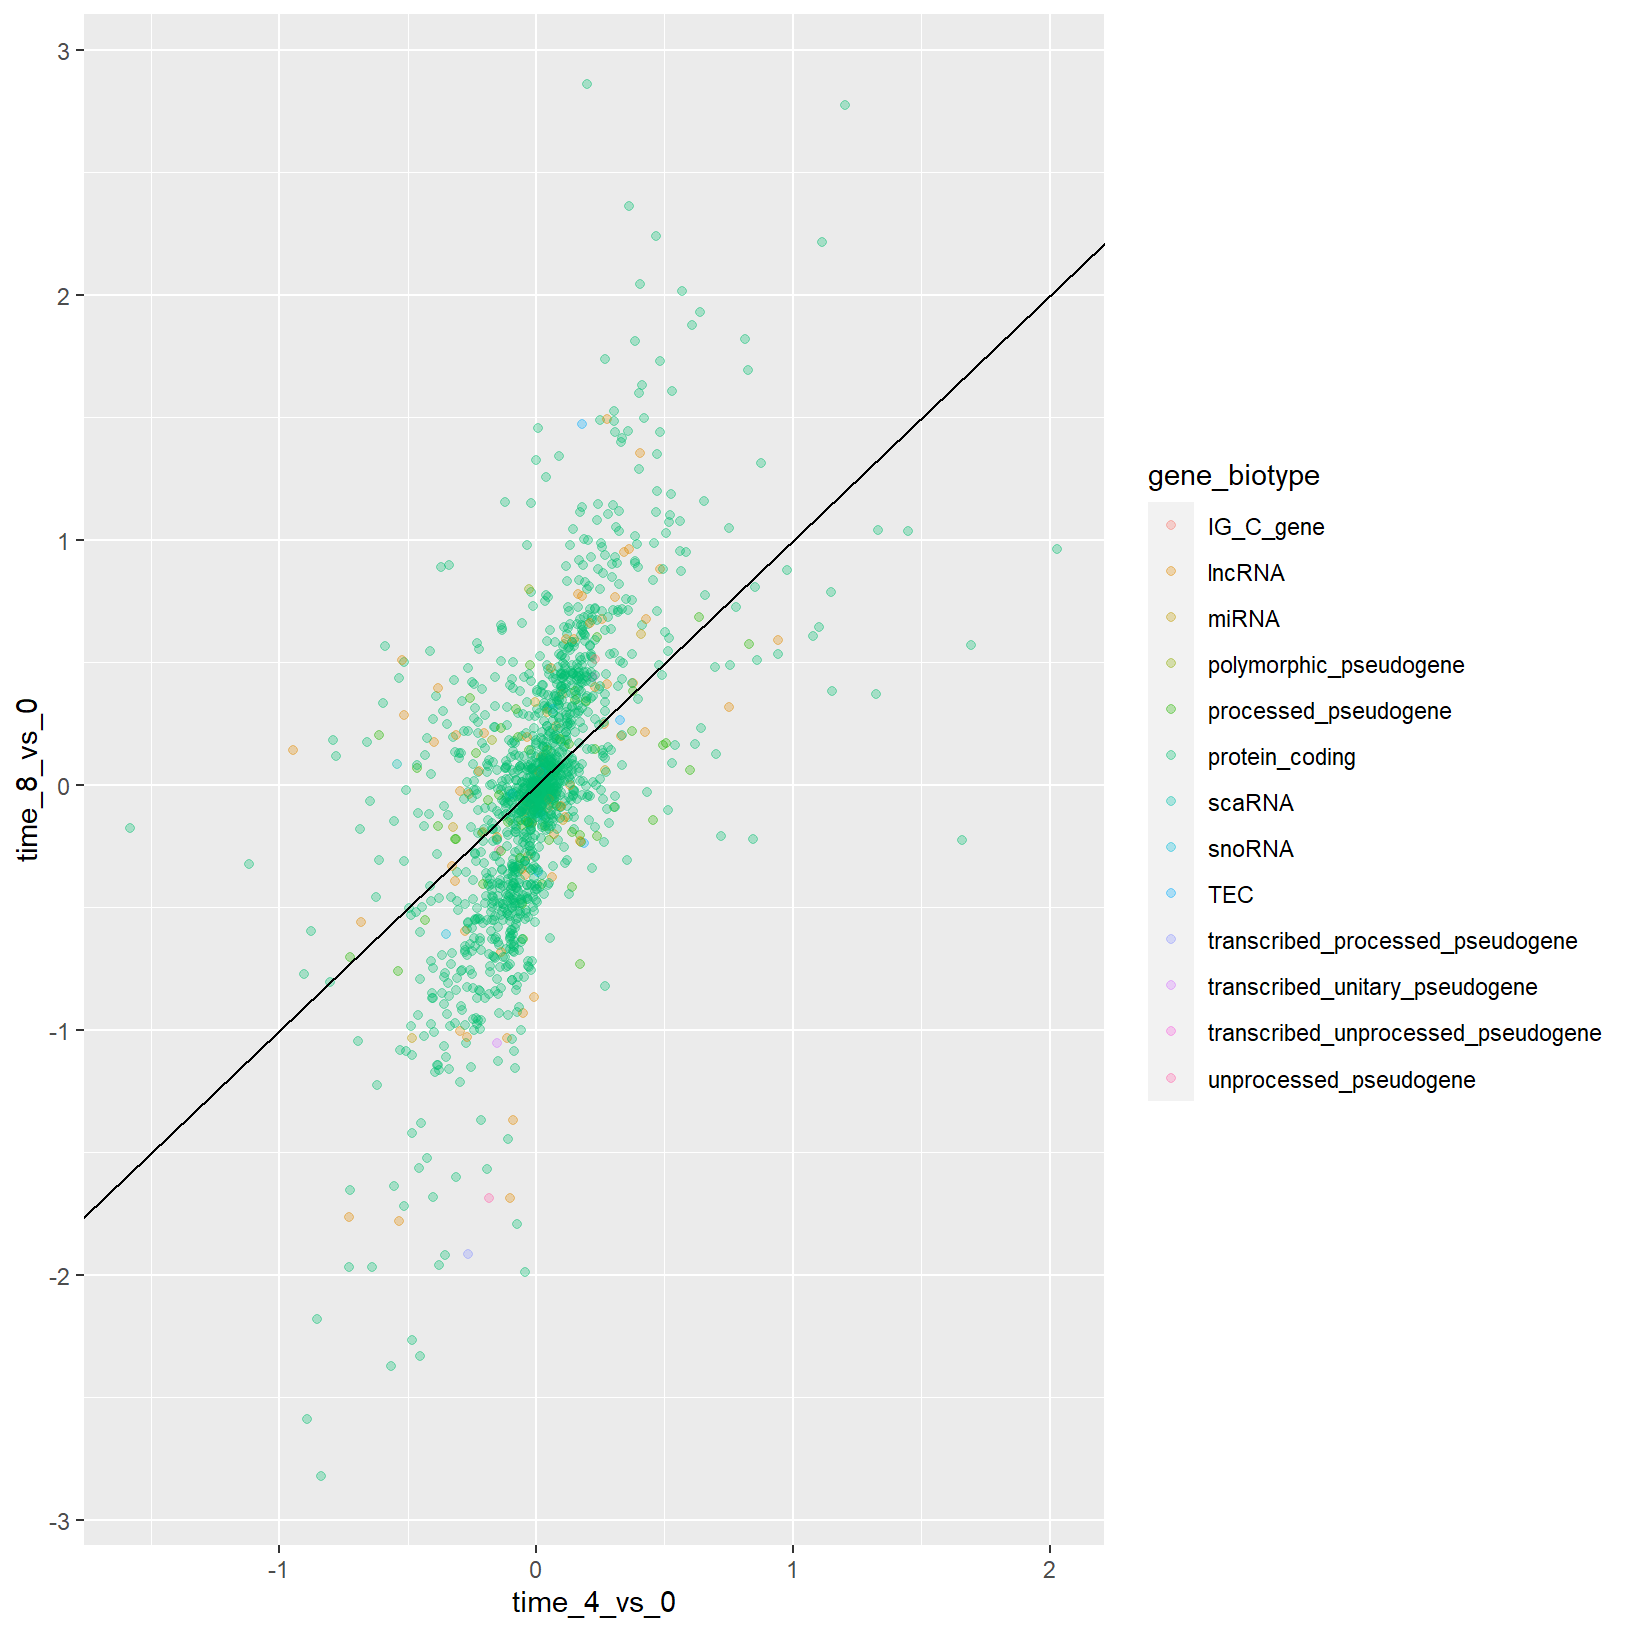 3
2
1
0
-1
-2
-3
time_8_vs_0
-1
0
1
2
time_4_vs_0
gene_biotype
IG_C_gene
lncRNA
miRNA
polymorphic_pseudogene
processed_pseudogene
protein_coding
scaRNA
snoRNA
TEC
transcribed_processed_pseudogene
transcribed_unitary_pseudogene
transcribed_unprocessed_pseudogene
unprocessed_pseudogene